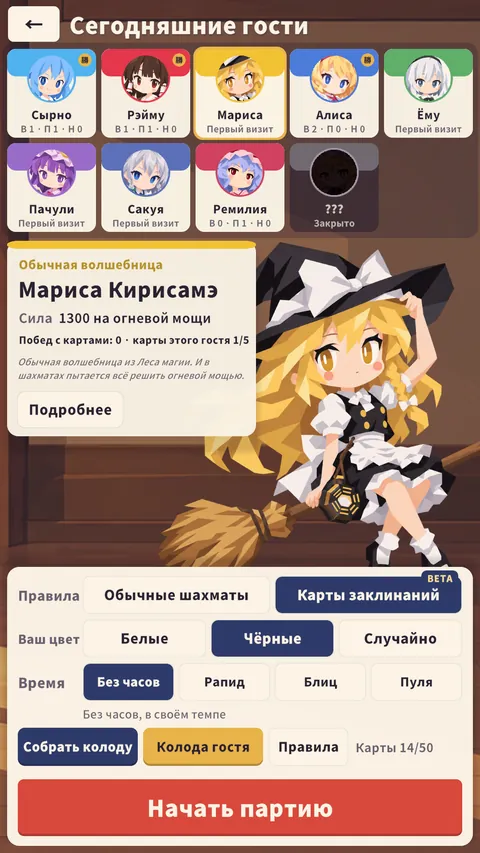 ←
Сегодняшние гости
Сырно
В 1 · П 1 · Н 0
Рэйму
В 1 · П 1 · Н 0
Мариса
Первый визит
Алиса
В 2 · П 0 · Н 0
Ёму
Первый визит
Пачули
Первый визит
Сакуя
Первый визит
Ремилия
В 0 · П 1 · Н 0
???
Закрыто
Обычная волшебница
Мариса Кирисамэ
Сила 1300 на огневой мощи
Побед с картами: 0 · карты этого гостя 1/5
Обычная волшебница из Леса магии. И в
шахматах пытается всё решить огневой мощью.
Подробнее
BETA
Правила Обычные шахматы Карты заклинаний
Ваш цвет Белые Чёрные Случайно
Время Без часов Рапид Блиц Пуля
Без часов, в своём темпе
Собрать колоду Колода гостя Правила Карты 14/50
Начать партию